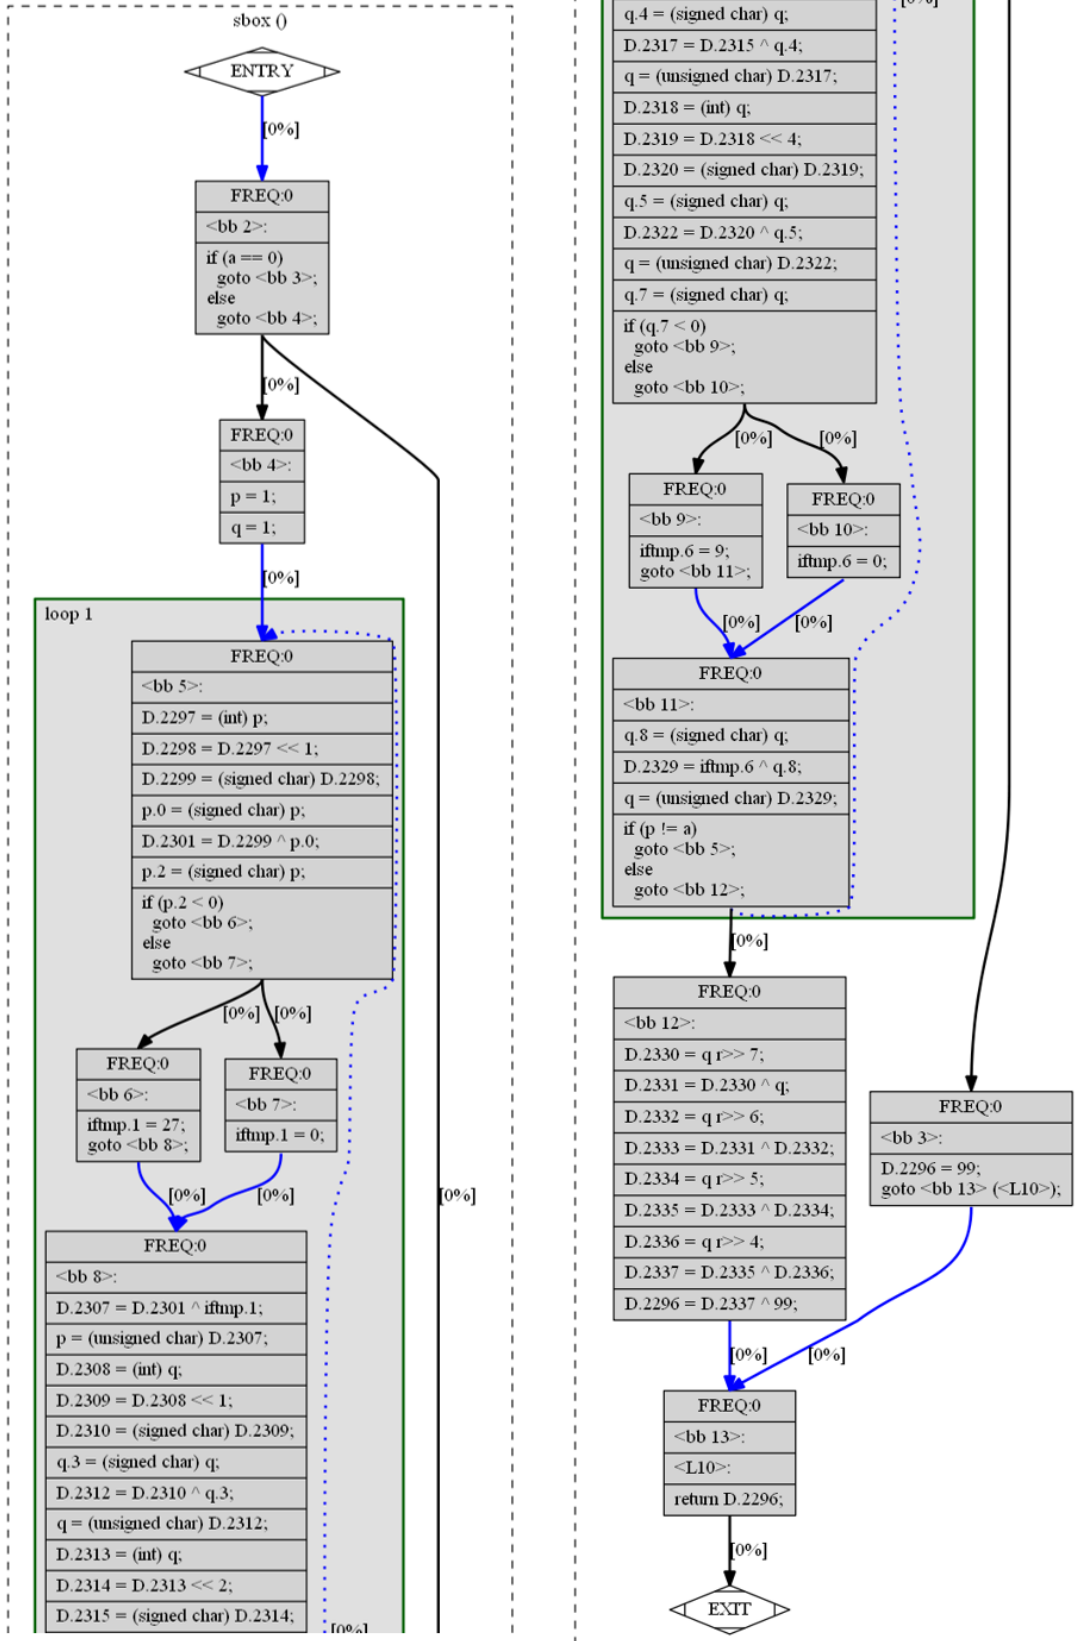 sbox ()
ENTRY
[0%]
FREQ:0
<bb 2>:
if (a == 0)
goto <bb 3>;
else
goto <bb 4>;
[0%]
FREQ:0
<bb 4>:
p = 1;
q = 1;
[0%]
loop 1
FREQ:0
<bb 5>:
D.2297 = (int) p;
D.2298 = D.2297 << 1;
D.2299 = (signed char) D.2298;
p.0 = (signed char) p;
D.2301 = D.2299 ^ p.0;
p.2 = (signed char) p;
if (p.2 < 0)
goto <bb 6>;
else
goto <bb 7>;
[0%] [0%]
FREQ:0
<bb 6>:
iftmp.1 = 27;
goto <bb 8>;
FREQ:0
<bb 7>:
iftmp.1 = 0;
[0%] [0%]
[0%]
FREQ:0
<bb 8>:
D.2307 = D.2301 ^ iftmp.1;
p = (unsigned char) D.2307;
D.2308 = (int) q;
D.2309 = D.2308 << 1;
D.2310 = (signed char) D.2309;
q.3 = (signed char) q;
D.2312 = D.2310 ^ q.3;
q = (unsigned char) D.2312;
D.2313 = (int) q;
D.2314 = D.2313 << 2;
D.2315 = (signed char) D.2314;
[0%]
[0%]
q.4 = (signed char) q;
D.2317 = D.2315 ^ q.4;
q = (unsigned char) D.2317;
D.2318 = (int) q;
D.2319 = D.2318 << 4;
D.2320 = (signed char) D.2319;
q.5 = (signed char) q;
D.2322 = D.2320 ^ q.5;
q = (unsigned char) D.2322;
q.7 = (signed char) q;
if (q.7 < 0)
goto <bb 9>;
else
goto <bb 10>;
[0%] [0%]
FREQ:0
<bb 9>:
iftmp.6 = 9;
goto <bb 11>;
FREQ:0
<bb 10>:
iftmp.6 = 0;
[0%] [0%]
FREQ:0
<bb 11>:
q.8 = (signed char) q;
D.2329 = iftmp.6 ^ q.8;
q = (unsigned char) D.2329;
if (p != a)
goto <bb 5>;
else
goto <bb 12>;
[0%]
FREQ:0
<bb 12>:
D.2330 = q r>> 7;
D.2331 = D.2330 ^ q;
D.2332 = q r>> 6;
D.2333 = D.2331 ^ D.2332;
D.2334 = q r>> 5;
D.2335 = D.2333 ^ D.2334;
D.2336 = q r>> 4;
D.2337 = D.2335 ^ D.2336;
D.2296 = D.2337 ^ 99;
FREQ:0
<bb 3>:
D.2296 = 99;
goto <bb 13> (<L10>);
[0%] [0%]
FREQ:0
<bb 13>:
<L10>:
return D.2296;
[0%]
EXIT